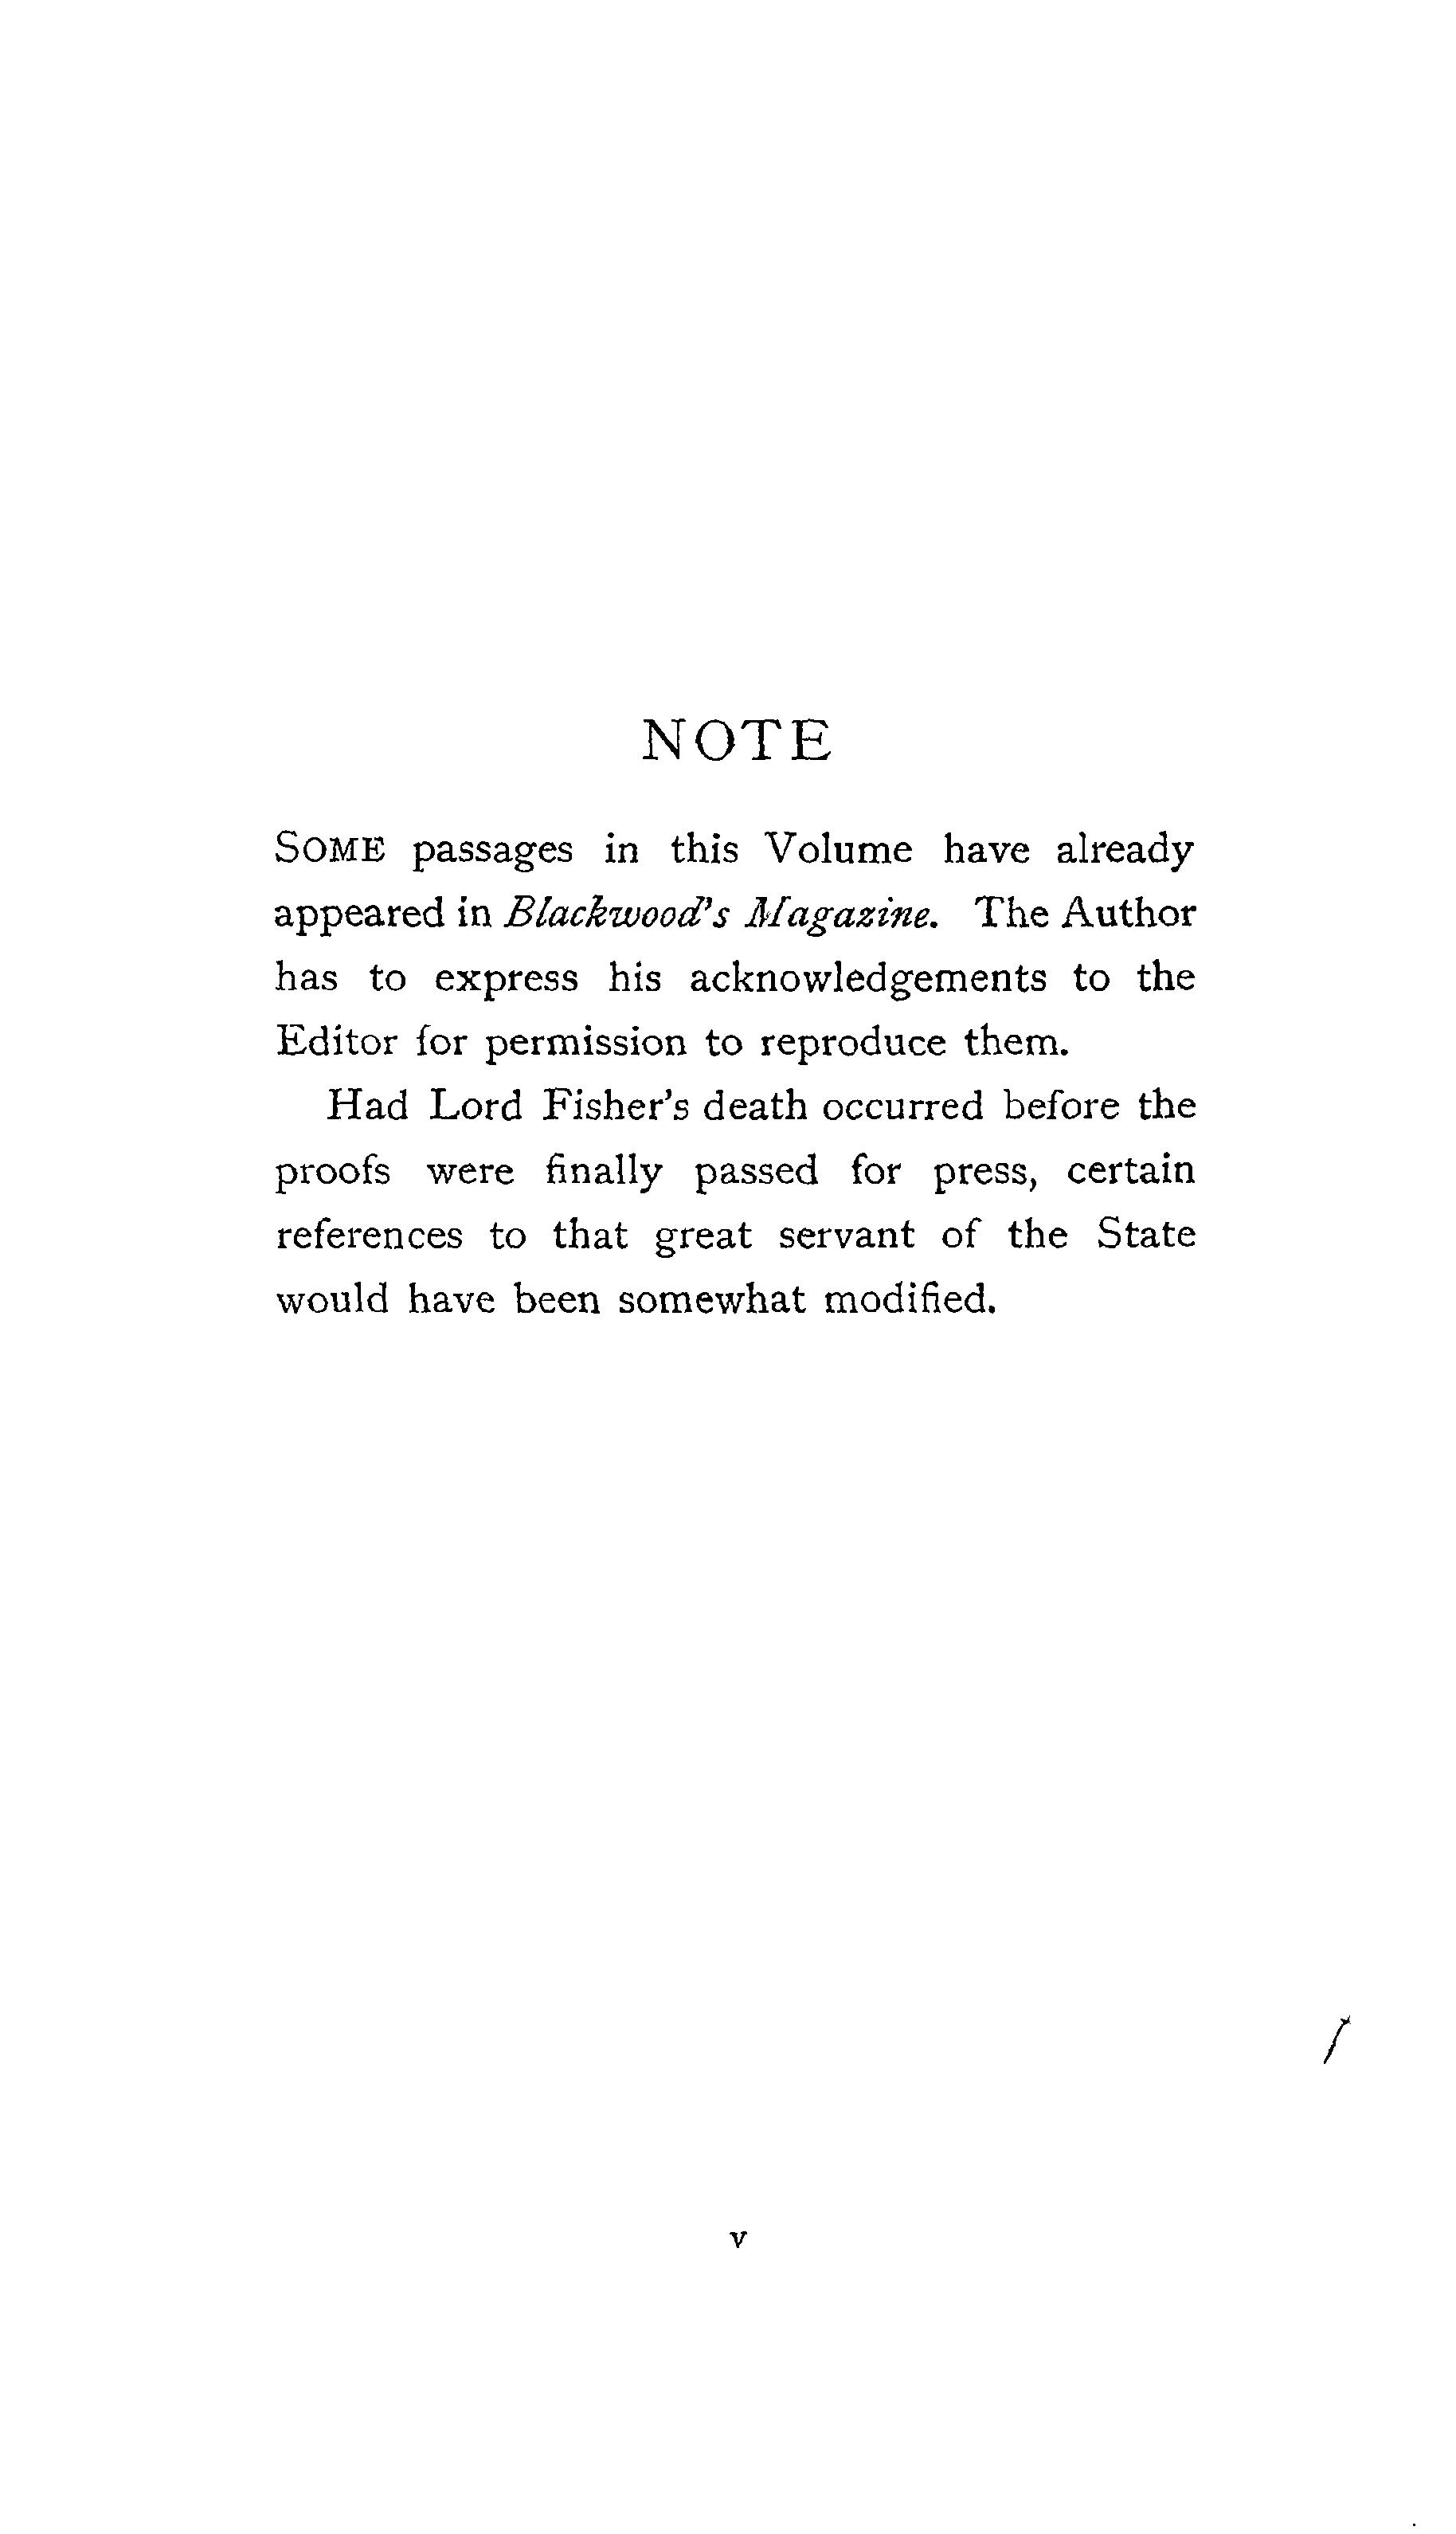 NOTE
SOME passages in this Volume have already
appeared in Blackwood's Magazine. The Author
has to express his acknowledgements to the
Editor for permission to reproduce them.
Had Lord Fisher's death occurred before the
proofs were finally passed for press, certain
references to that great servant of the State
would have been somewhat modified.
v